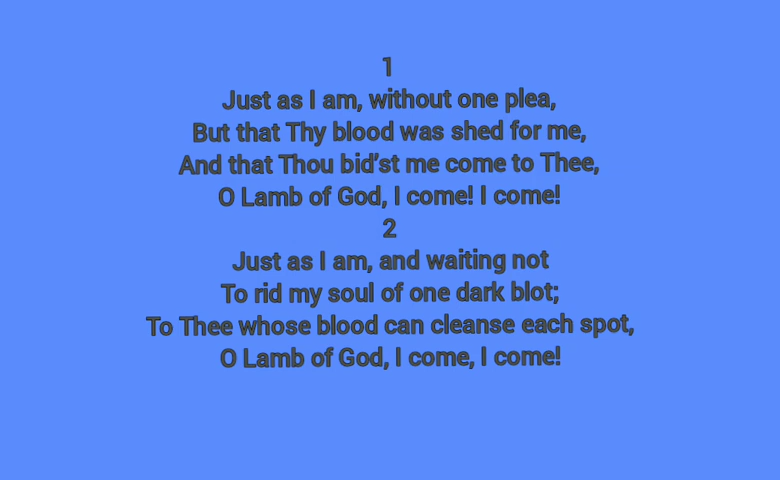 1
Just as I am, without one plea,
But that Thy blood was shed for me,
And that Thou bid’st me come to Thee,
O Lamb of God, I come! I come!
2
Just as I am, and waiting not
To rid my soul of one dark blot;
To Thee whose blood can cleanse each spot,
O Lamb of God, I come, I come!